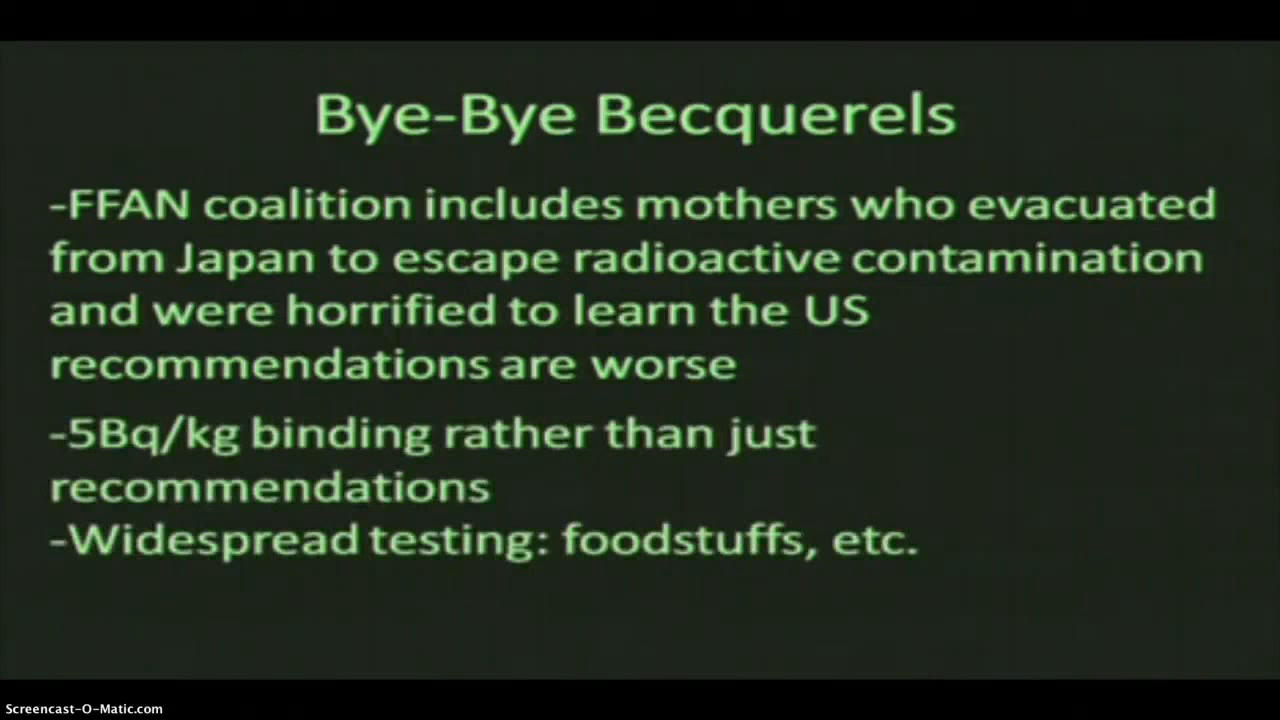 Bye-Bye Becquerels
-FFAN coalition includes mothers who evacuated
from Japan to escape radioactive contamination
and were horrified to learn the US
recommendations are worse
-5Bq/kg binding rather than just
recommendations
-Widespread testing: foodstuffs, etc.
Screencast-O-Matic.com